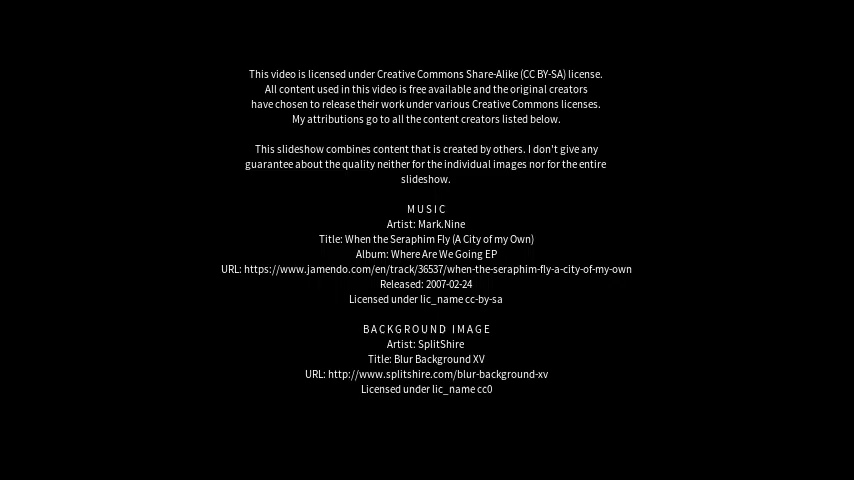 This video is licensed under Creative Commons Share-Alike (CC BY-SA) license.
All content used in this video is free available and the original creators
have chosen to release their work under various Creative Commons licenses.
My attributions go to all the content creators listed below.
This slideshow combines content that is created by others. I don't give any
guarantee about the quality neither for the individual images nor for the entire
slideshow.
MUSIC
Artist: Mark.Nine
Title: When the Seraphim Fly (A City of my Own)
Album: Where Are We Going EP
URL: https://www.jamendo.com/en/track/36537/when-the-seraphim-fly-a-city-of-my-own
Released: 2007-02-24
Licensed under lic_name cc-by-sa
BACKGROUND IMAGE
Artist: SplitShire
Title: Blur Background XV
URL: http://www.splitshire.com/blur-background-xv
Licensed under lic_name cc0